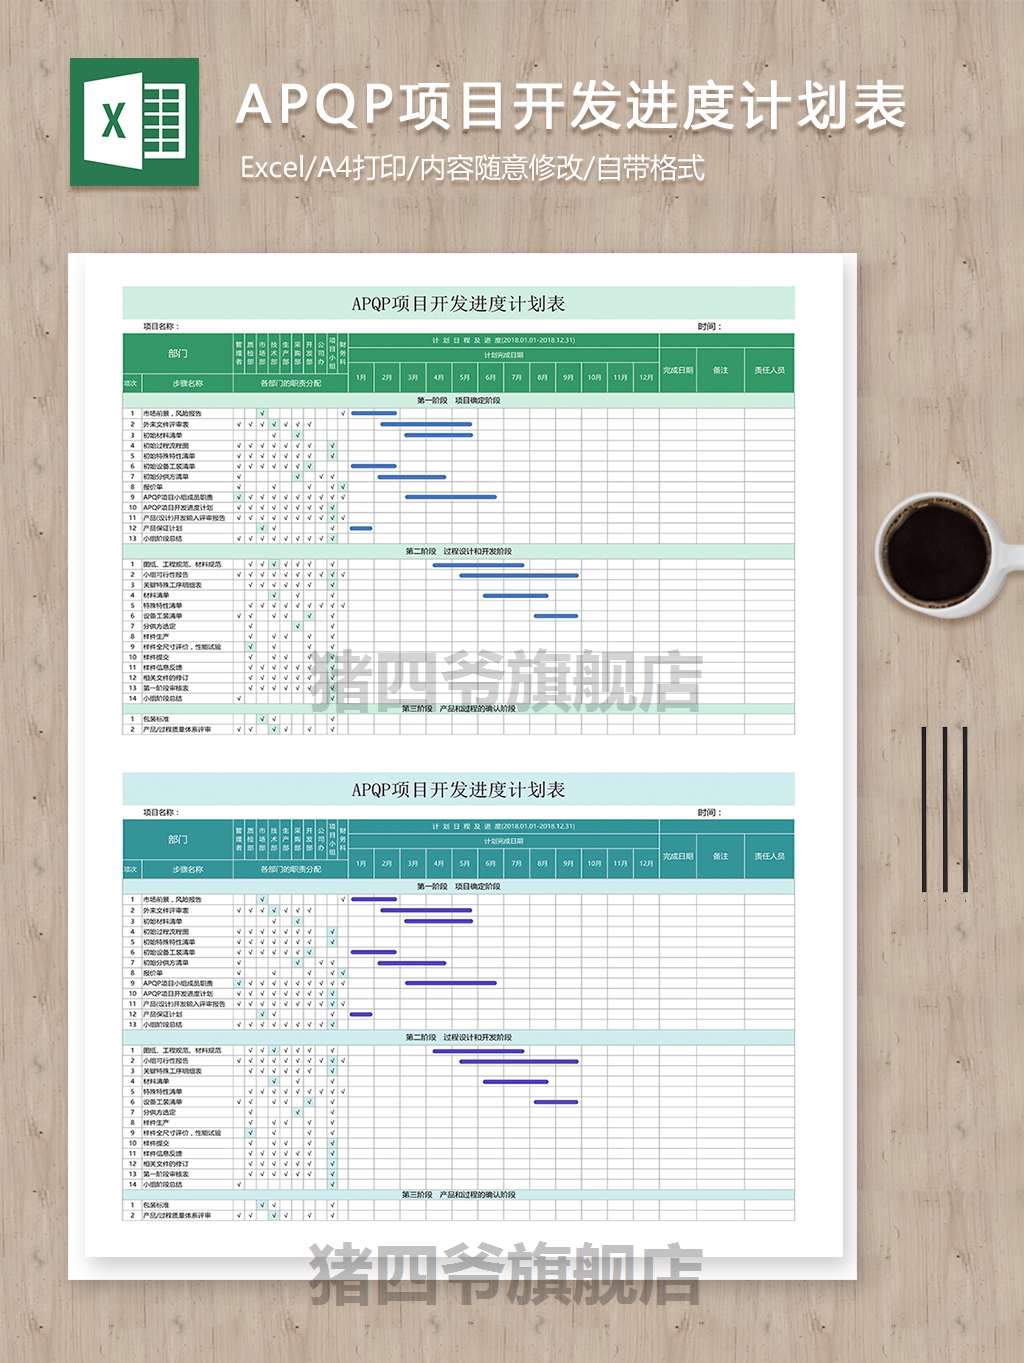 X
APQP项目开发进度计划表
Excel/A4打印/内容随意修改/自带格式
APQP项目开发进度计划表
项目名称： 时间：
部门 管理者 质检部 市场部 技术部 生产部 采购部 开发部 公司办 项目小组 财务科 计 划 日 程 及 进 度(2018.01.01-2018.12.31)
计划完成日期
1月 2月 3月 4月 5月 6月 7月 8月 9月 10月 11月 12月 完成日期 备注 责任人员
项次 步骤名称 各部门的职责分配
第一阶段 项目确定阶段
1 市场前景，风险报告 √ √
2 外来文件评审表 √ √ √ √ √ √ √
3 初始材料清单 √ √
4 初始过程流程图 √ √ √ √ √ √ √ √
5 初始特殊特性清单 √ √ √ √ √ √ √ √
6 初始设备工装清单 √ √ √ √ √ √ √
7 初始分供方清单 √ √ √ √
8 报价单 √ √ √ √ √
9 APQP项目小组成员职责 √ √ √ √ √ √ √ √ √ √
10 APQP项目开发进度计划 √ √ √ √ √ √ √ √ √
11 产品(设计)开发输入评审报告 √ √ √ √ √ √ √ √ √ √
12 产品保证计划 √ √ √
13 小组阶段总结 √ √ √ √ √ √ √ √ √
第二阶段 过程设计和开发阶段
1 图纸、工程规范、材料规范 √ √ √ √ √ √ √
2 小组可行性报告 √ √ √ √ √ √ √ √ √ √
3 关键特殊工序明细表 √ √ √ √ √ √ √
4 材料清单 √ √ √
5 特殊特性清单 √ √ √ √ √ √ √ √ √
6 设备工装清单 √ √ √ √ √ √
7 分供方选定 √ √ √
8 样件生产 √ √ √ √ √
9 样件全尺寸评价，性能试验 √ √ √ √
10 样件提交 √ √ √ √ √
11 样件信息反馈 √ √ √ √ √ √ √
12 相关文件的修订 √ √ √ √ √ √ √
13 第一阶段审核表 √ √ √ √ √ √ √
14 小组阶段总结 √ √
猪四爷旗舰店
第三阶段 产品和过程的确认阶段
1 包装标准 √ √ √
2 产品/过程质量体系评审 √ √ √ √ √ √
APQP项目开发进度计划表
项目名称： 时间：
部门 管理者 质检部 市场部 技术部 生产部 采购部 开发部 公司办 项目小组 财务科 计 划 日 程 及 进 度(2018.01.01-2018.12.31)
计划完成日期
1月 2月 3月 4月 5月 6月 7月 8月 9月 10月 11月 12月 完成日期 备注 责任人员
项次 步骤名称 各部门的职责分配
第一阶段 项目确定阶段
1 市场前景，风险报告 √ √
2 外来文件评审表 √ √ √ √ √ √ √
3 初始材料清单 √ √
4 初始过程流程图 √ √ √ √ √ √ √ √
5 初始特殊特性清单 √ √ √ √ √ √ √ √
6 初始设备工装清单 √ √ √ √ √ √ √
7 初始分供方清单 √ √ √ √
8 报价单 √ √ √ √ √
9 APQP项目小组成员职责 √ √ √ √ √ √ √ √ √ √
10 APQP项目开发进度计划 √ √ √ √ √ √ √ √ √
11 产品(设计)开发输入评审报告 √ √ √ √ √ √ √ √ √ √
12 产品保证计划 √ √ √
13 小组阶段总结 √ √ √ √ √ √ √ √ √
第二阶段 过程设计和开发阶段
1 图纸、工程规范、材料规范 √ √ √ √ √ √ √
2 小组可行性报告 √ √ √ √ √ √ √ √ √ √
3 关键特殊工序明细表 √ √ √ √ √ √ √
4 材料清单 √ √ √
5 特殊特性清单 √ √ √ √ √ √ √ √ √
6 设备工装清单 √ √ √ √ √ √
7 分供方选定 √ √ √
8 样件生产 √ √ √ √ √
9 样件全尺寸评价，性能试验 √ √ √ √
10 样件提交 √ √ √ √ √
11 样件信息反馈 √ √ √ √ √ √ √
12 相关文件的修订 √ √ √ √ √ √ √
13 第一阶段审核表 √ √ √ √ √ √ √
14 小组阶段总结 √ √
第三阶段 产品和过程的确认阶段
1 包装标准 √ √ √
2 产品/过程质量体系评审 √ √ √ √ √ √
猪四爷旗舰店